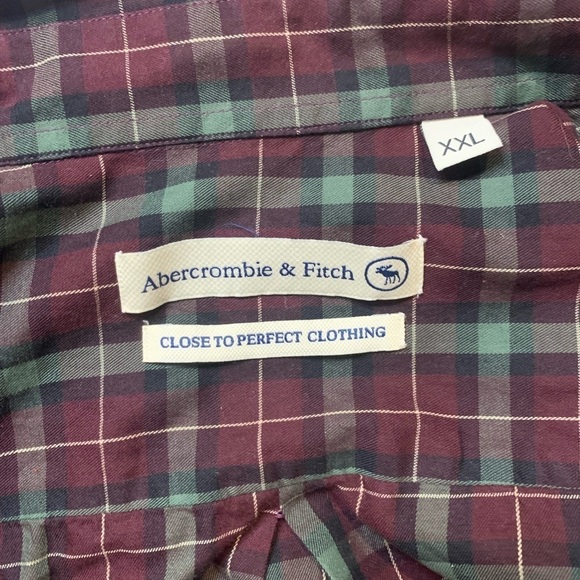 XXL
Abercrombie & Fitch
CLOSE TO PERFECT CLOTHING